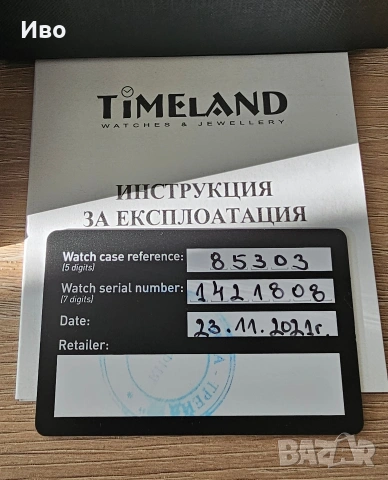 Иво
TIMELAND
WATCHES & JEWELLERY
ИНСТРУКЦИЯ
ЗА ЕКСПЛОАТАЦИЯ
Watch case reference: 85303
(5 digits)
Watch serial number: 1421808
(7 digits)
Date: 23.11.2021г.
Retailer:
BAZAR